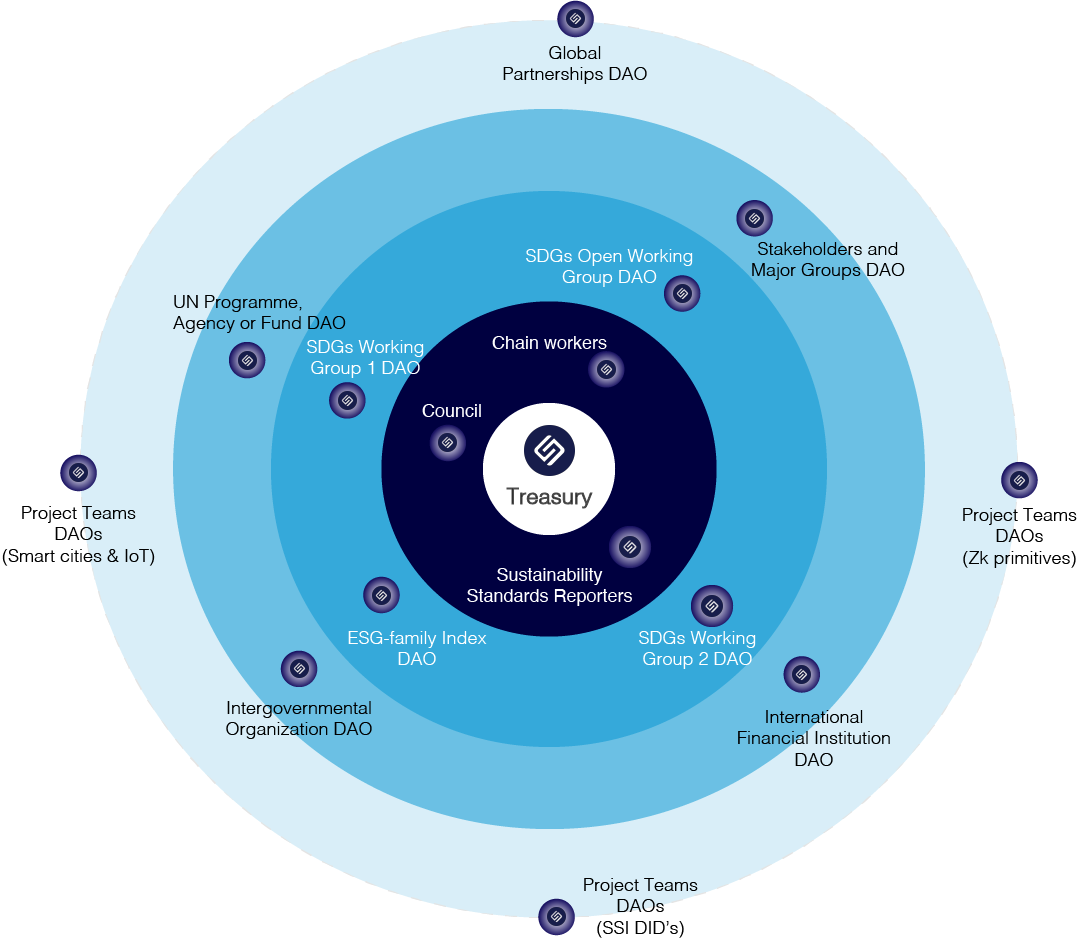 Global
Partnerships DAO
Stakeholders and
Major Groups DAO
SDGs Open Working
Group DAO
UN Programme,
Agency or Fund DAO
SDGs Working
Group 1 DAO
Chain workers
Council
Treasury
Project Teams
DAOs
(Smart cities & IoT)
Project Teams
DAOs
(Zk primitives)
Sustainability
Standards Reporters
ESG-family Index
DAO
SDGs Working
Group 2 DAO
Intergovernmental
Organization DAO
International
Financial Institution
DAO
Project Teams
DAOs
(SSI DID's)